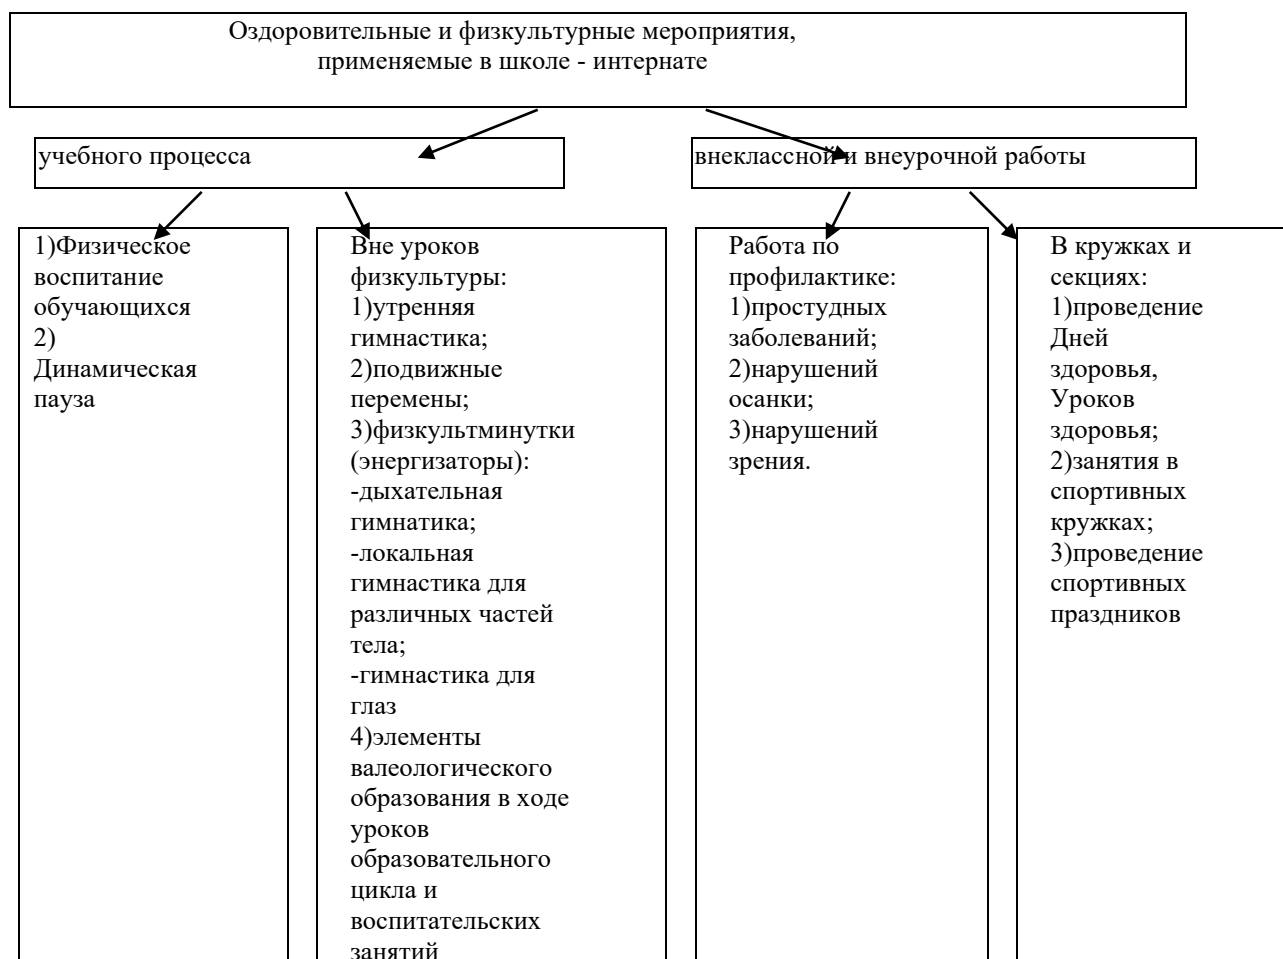 Оздоровительные и физкультурные мероприятия,
применяемые в школе - интернате
учебного процесса
внеклассной и внеурочной работы
1)Физическое
воспитание
обучающихся
2)
Динамическая
пауза
Вне уроков
физкультуры:
1)утренняя
гимнастика;
2)подвижные
перемены;
3)физкультминутки
(энергизаторы):
-дыхательная
гимнатика;
-локальная
гимнастика для
различных частей
тела;
-гимнастика для
глаз
4)элементы
валеологического
образования в ходе
уроков
образовательного
цикла и
воспитательских
занятий
Работа по
профилактике:
1)простудных
заболеваний;
2)нарушений
осанки;
3)нарушений
зрения.
В кружках и
секциях:
1)проведение
Дней
здоровья,
Уроков
здоровья;
2)занятия в
спортивных
кружках;
3)проведение
спортивных
праздников